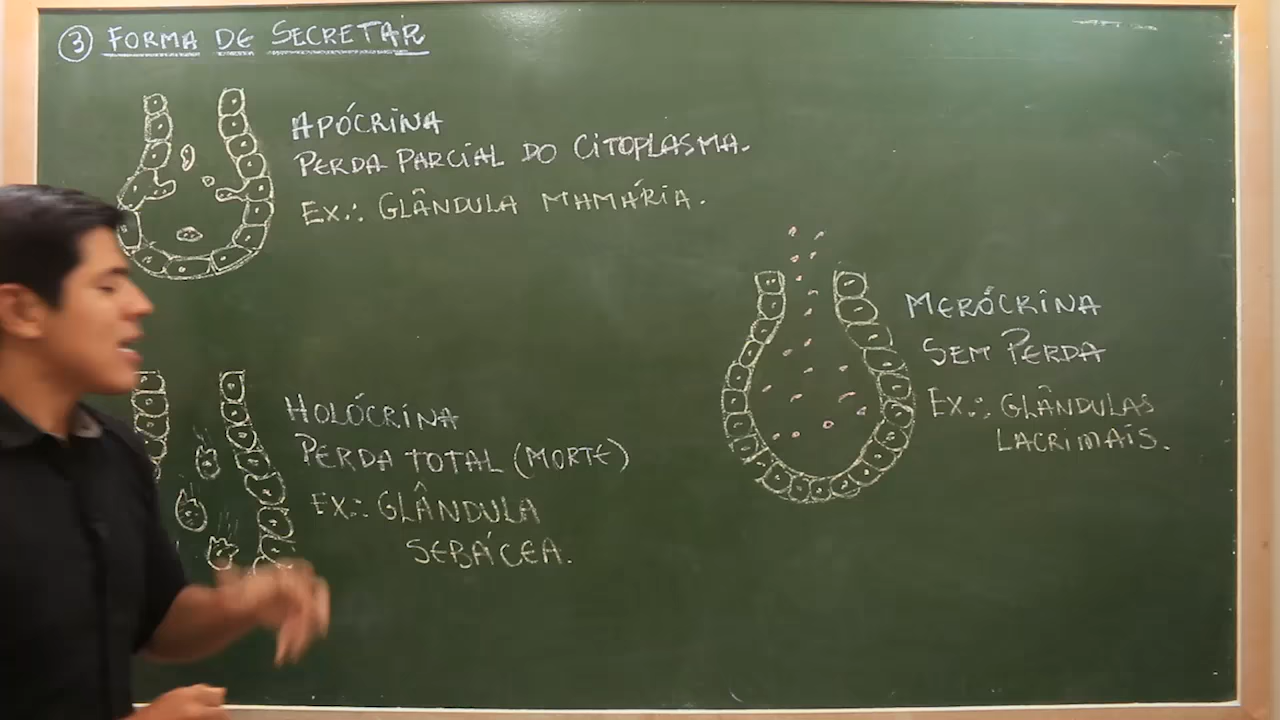 ③ FORMA DE SECRETAR
APÓCRINA
PERDA PARCIAL DO CITOPLASMA.
EX.: GLÂNDULA MAMÁRIA.
HOLÓCRINA
PERDA TOTAL (MORTE)
EX.: GLÂNDULA
SEBÁCEA.
MERÓCRINA
SEM PERDA
EX.: GLÂNDULAS
LACRIMAIS.